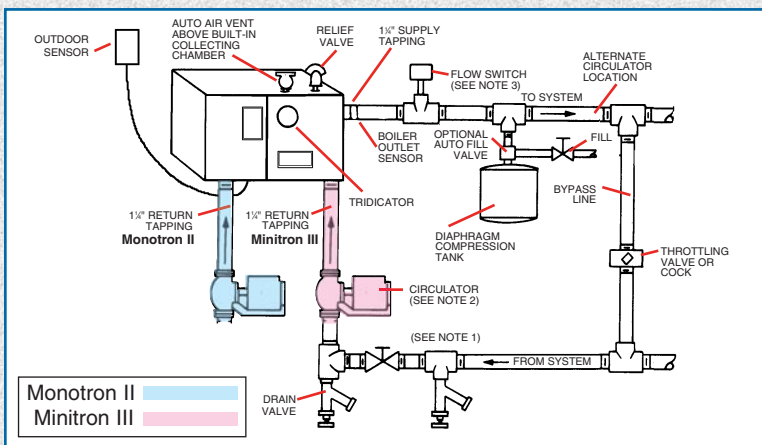 AUTO AIR VENT
ABOVE BUILT-IN
COLLECTING
CHAMBER
OUTDOOR
SENSOR
RELIEF
VALVE
1¼" SUPPLY
TAPPING
FLOW SWITCH
(SEE NOTE 3)
ALTERNATE
CIRCULATOR
LOCATION
TO SYSTEM
BOILER
OUTLET
SENSOR
OPTIONAL
AUTO FILL
VALVE
FILL
TRIDICATOR
BYPASS
LINE
1¼" RETURN
TAPPING
Monotron II
1¼" RETURN
TAPPING
Minitron III
DIAPHRAGM
COMPRESSION
TANK
THROTTLING
VALVE OR
COCK
CIRCULATOR
(SEE NOTE 2)
(SEE NOTE 1)
FROM SYSTEM
DRAIN
VALVE
Monotron II
Minitron III